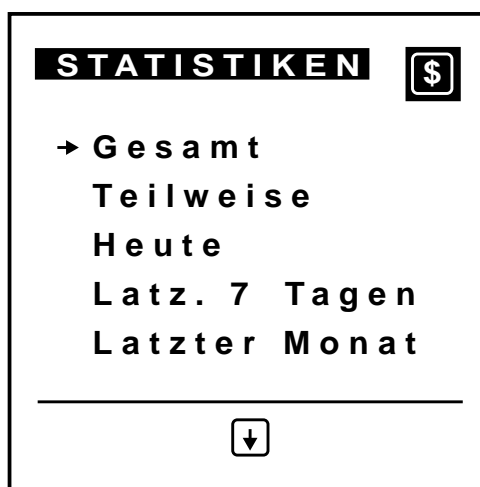 STATISTIKEN $
Gesamt
Teilweise
Heute
Latz. 7 Tagen
Latzter Monat